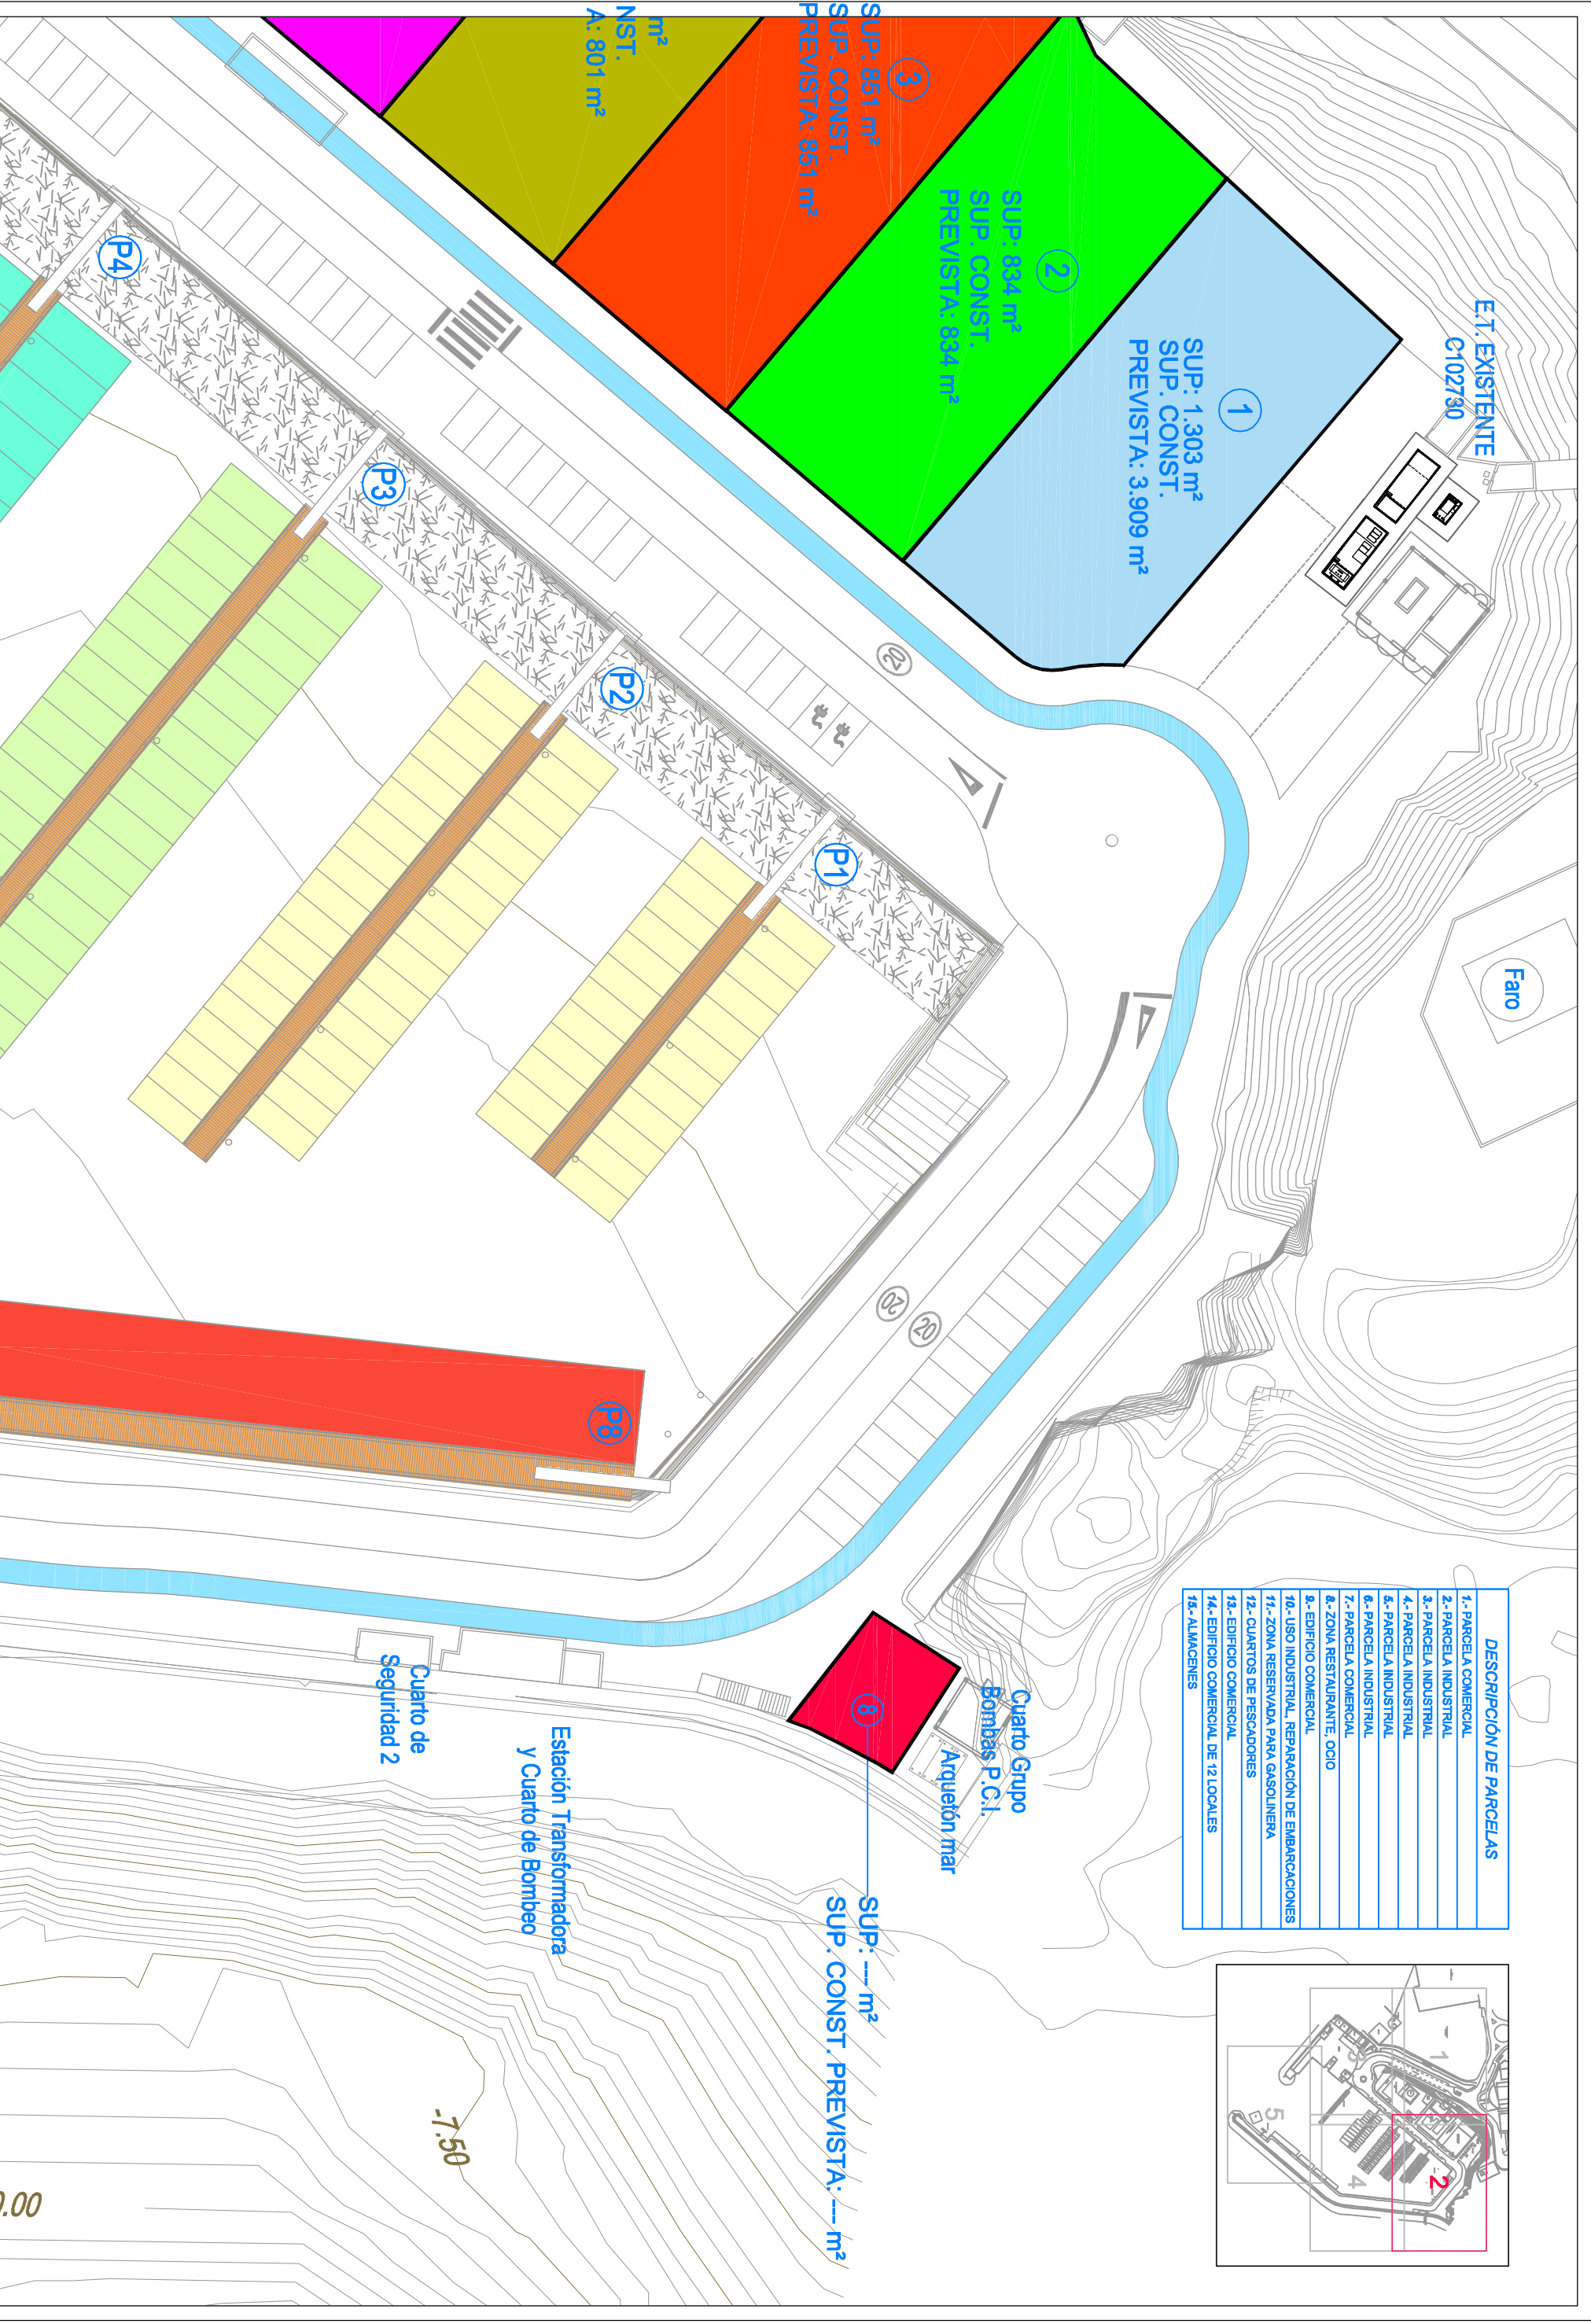 E.T. EXISTENTE
C102730
1
SUP: 1.303 m²
SUP. CONST.
PREVISTA: 3.909 m²
2
SUP: 834 m²
SUP. CONST.
PREVISTA: 834 m²
3
SUP: 851 m²
SUP. CONST.
PREVISTA: 851 m²
m²
NST.
A: 801 m²
P4
P3
P2
P1
P8
20
20
20
Faro
DESCRIPCIÓN DE PARCELAS
1.- PARCELA COMERCIAL
2.- PARCELA INDUSTRIAL
3.- PARCELA INDUSTRIAL
4.- PARCELA INDUSTRIAL
5.- PARCELA INDUSTRIAL
6.- PARCELA INDUSTRIAL
7.- PARCELA COMERCIAL
8.- ZONA RESTAURANTE, OCIO
9.- EDIFICIO COMERCIAL
10.- USO INDUSTRIAL, REPARACIÓN DE EMBARCACIONES
11.- ZONA RESERVADA PARA GASOLINERA
12.- CUARTOS DE PESCADORES
13.- EDIFICIO COMERCIAL
14.- EDIFICIO COMERCIAL DE 12 LOCALES
15.- ALMACENES
Cuarto Grupo
Bombas P.C.I.
Arquetón mar
8
SUP: --- m²
SUP. CONST. PREVISTA: --- m²
Cuarto de
Seguridad 2
Estación Transformadora
y Cuarto de Bombeo
-7.50
0.00
1
2
4
5